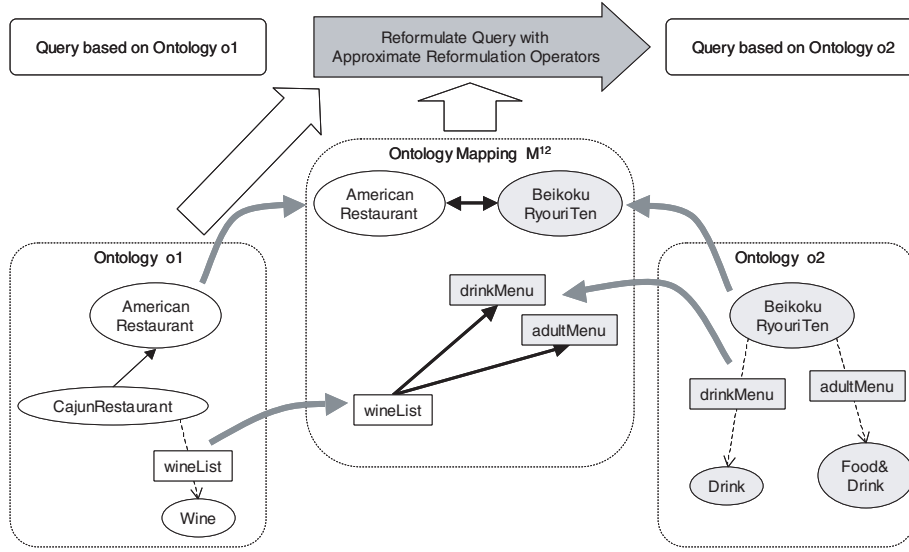 Query based on Ontology o1
Reformulate Query with
Approximate Reformulation Operators
Query based on Ontology o2
Ontology Mapping M¹²
American
Restaurant
Beikoku
RyouriTen
drinkMenu
adultMenu
wineList
Ontology o1
American
Restaurant
CajunRestaurant
wineList
Wine
Ontology o2
Beikoku
RyouriTen
drinkMenu
adultMenu
Drink
Food&
Drink